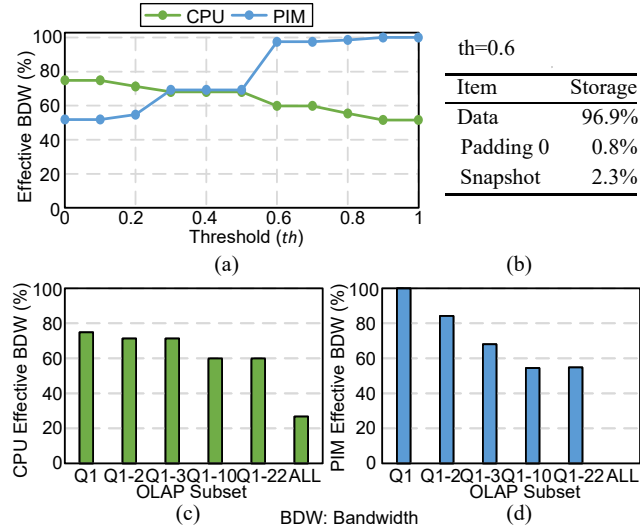 CPU PIM
Effective BDW (%)
100
80
60
40
20
0
0 0.2 0.4 0.6 0.8 1
Threshold (th)
(a)
th=0.6
Item Storage
Data 96.9%
Padding 0 0.8%
Snapshot 2.3%
(b)
CPU Effective BDW (%)
100
80
60
40
20
0
Q1 Q1-2 Q1-3 Q1-10 Q1-22 ALL
OLAP Subset
(c)
PIM Effective BDW (%)
100
80
60
40
20
0
Q1 Q1-2 Q1-3 Q1-10 Q1-22 ALL
OLAP Subset
(d)
BDW: Bandwidth